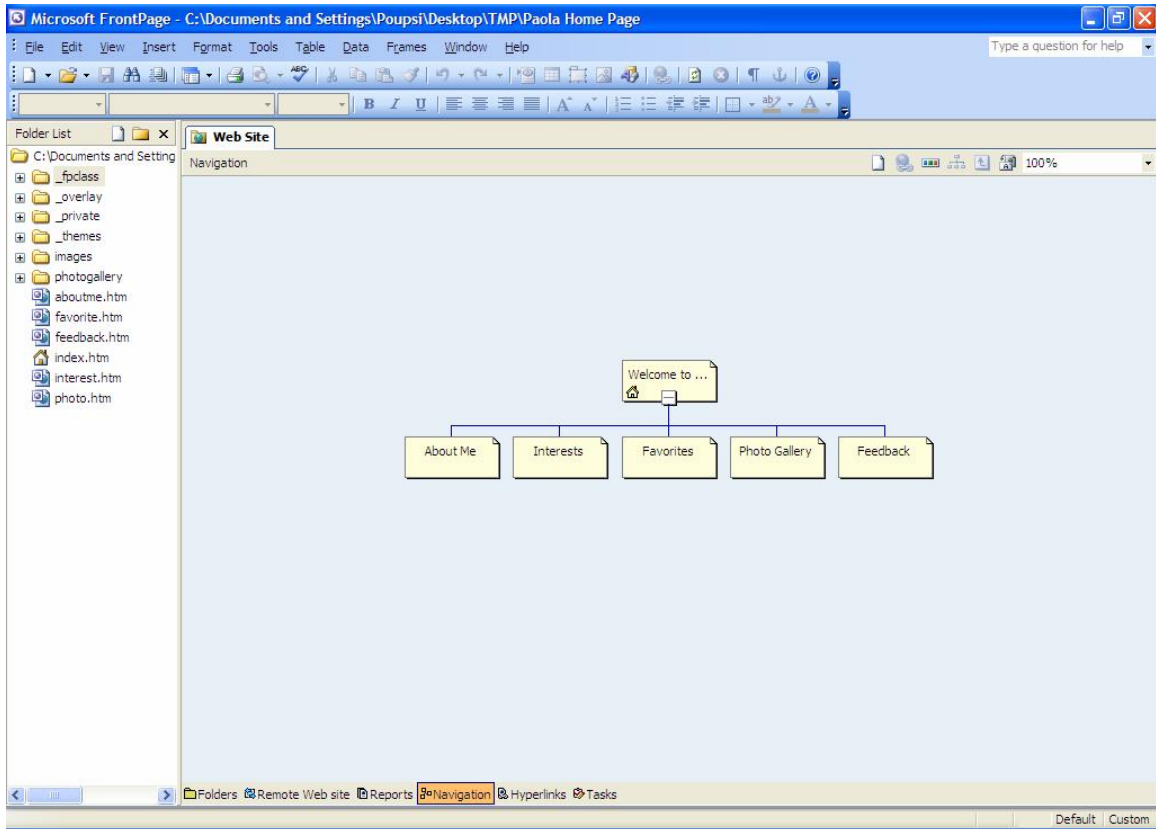 Microsoft FrontPage - C:\Documents and Settings\Poupsi\Desktop\TMP\Paola Home Page
File Edit View Insert Format Tools Table Data Frames Window Help Type a question for help
ABC
B I U A A ab A
Folder List
Web Site
C:\Documents and Setting
Navigation
100%
_fpclass
_overlay
_private
_themes
images
photogallery
aboutme.htm
favorite.htm
feedback.htm
index.htm
interest.htm
photo.htm
Welcome to ...
About Me Interests Favorites Photo Gallery Feedback
Folders Remote Web site Reports Navigation Hyperlinks Tasks
Default Custom